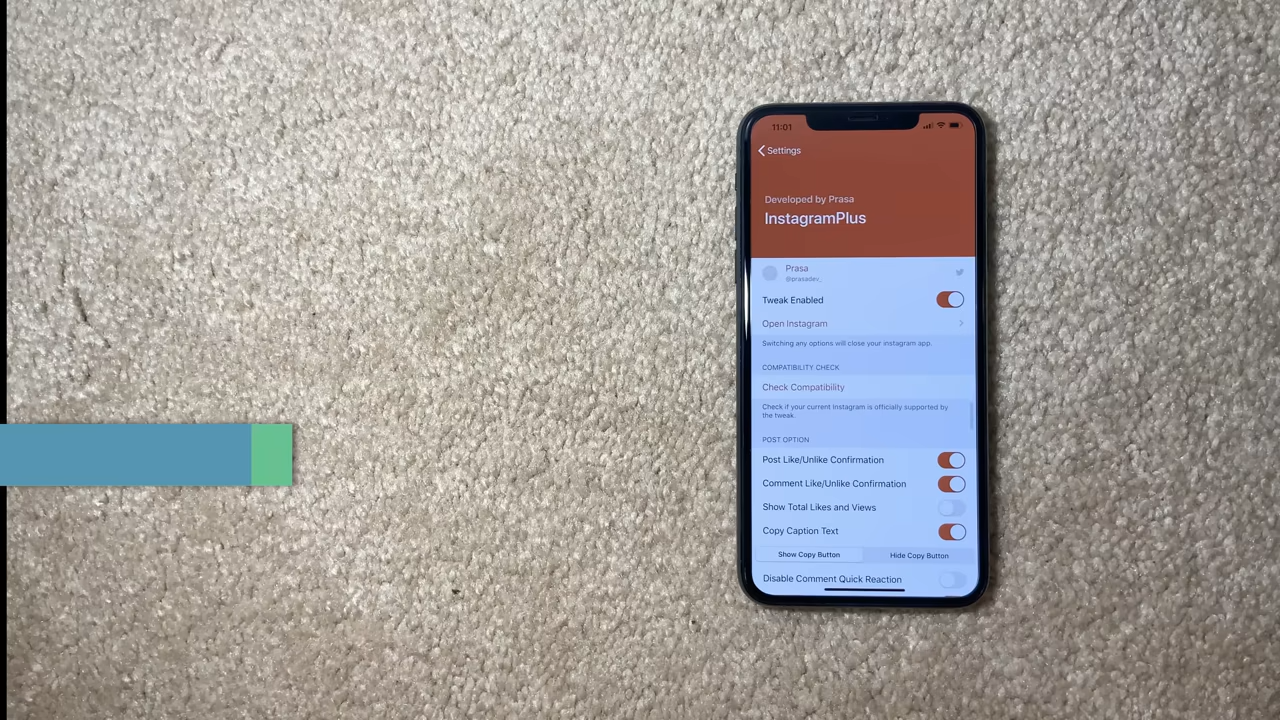 11:01
Settings
Developed by Prasa
InstagramPlus
Prasa
@prasadev_
Tweak Enabled
Open Instagram
Switching any options will close your instagram app.
COMPATIBILITY CHECK
Check Compatibility
Check if your current Instagram is officially supported by
the tweak.
POST OPTION
Post Like/Unlike Confirmation
Comment Like/Unlike Confirmation
Show Total Likes and Views
Copy Caption Text
Show Copy Button Hide Copy Button
Disable Comment Quick Reaction